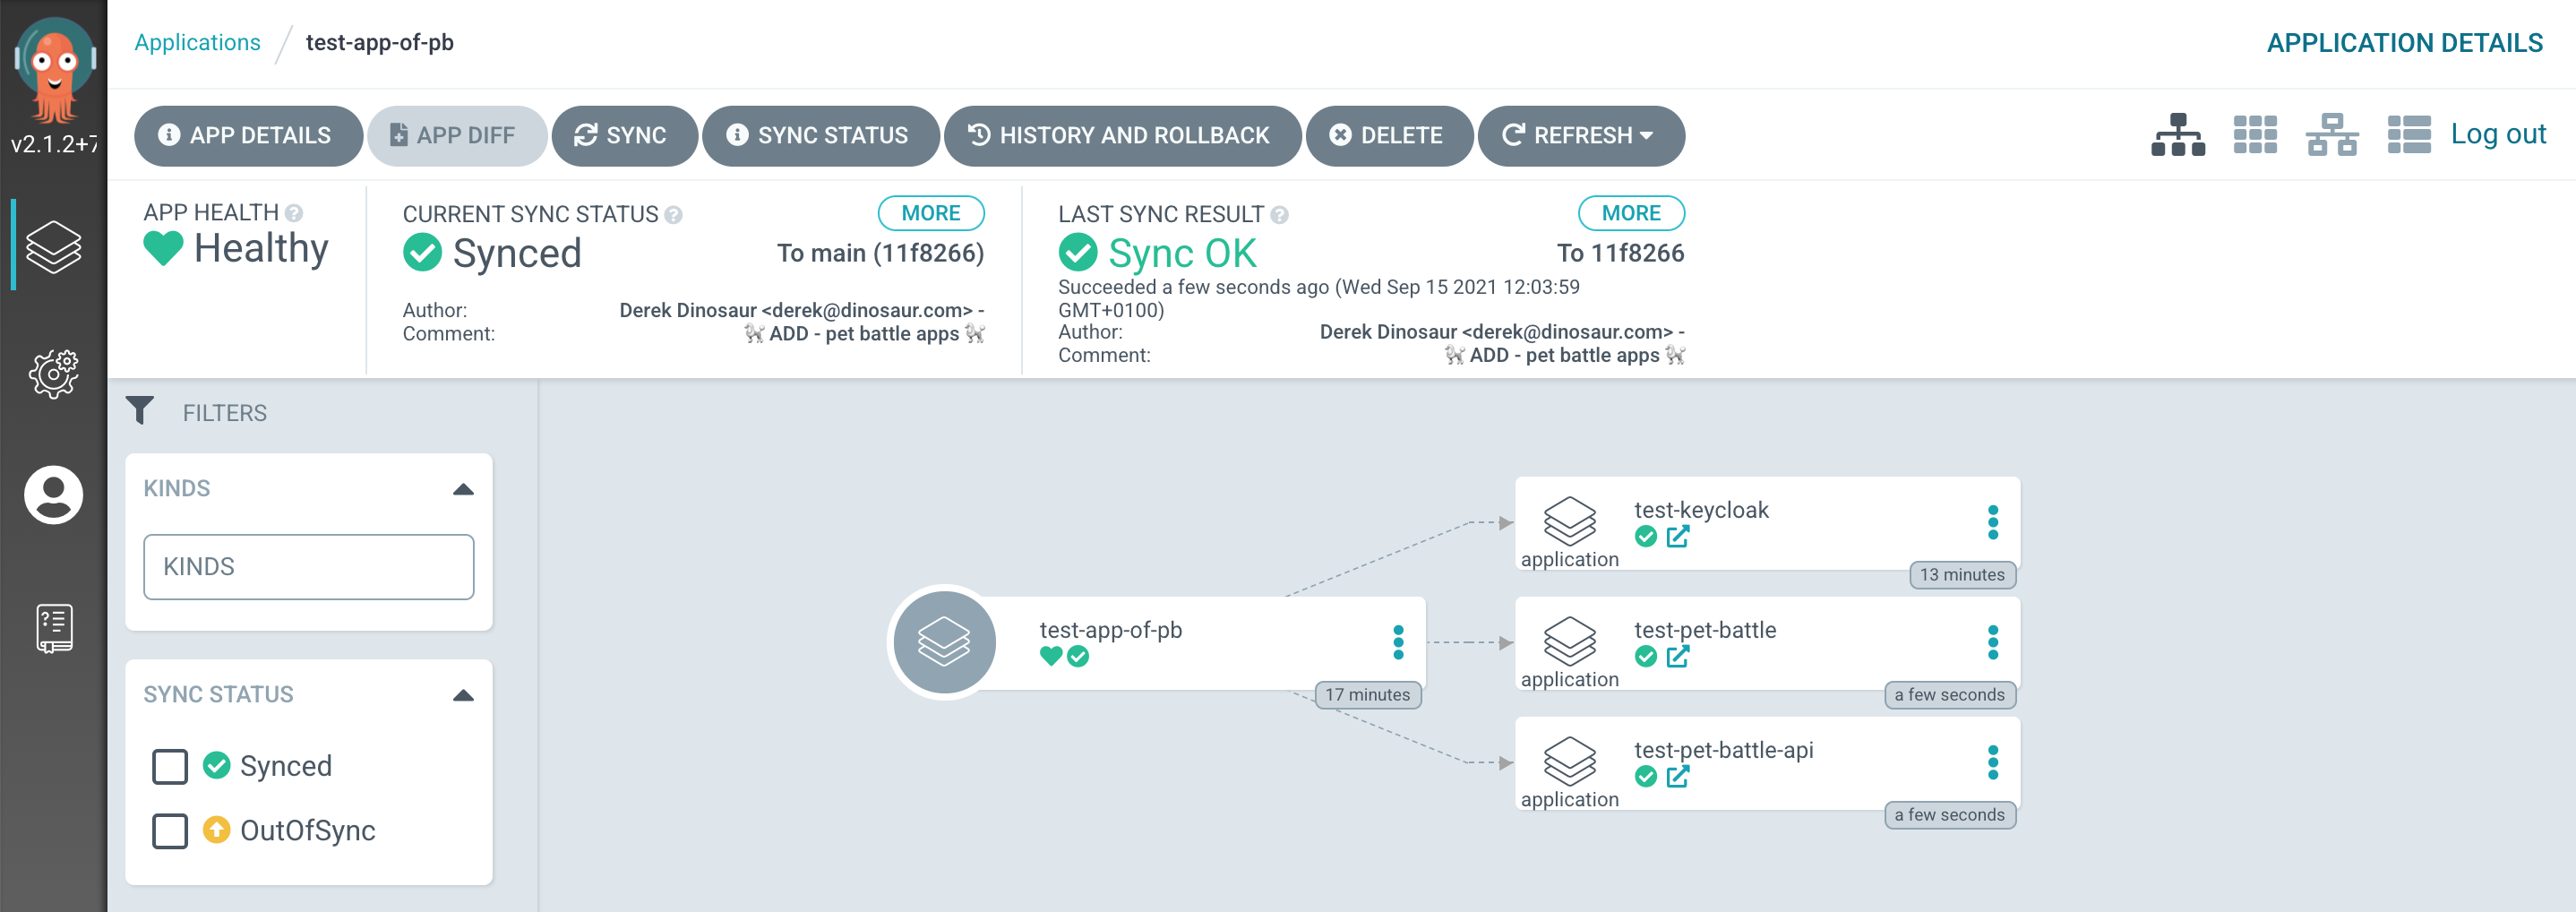 Applications / test-app-of-pb
APPLICATION DETAILS
v2.1.2+7
APP DETAILS
APP DIFF
SYNC
SYNC STATUS
HISTORY AND ROLLBACK
DELETE
REFRESH
Log out
APP HEALTH
Healthy
CURRENT SYNC STATUS
MORE
Synced
To main (11f8266)
Author: Derek Dinosaur <derek@dinosaur.com> -
Comment: 🐩 ADD - pet battle apps 🐩
LAST SYNC RESULT
MORE
Sync OK
To 11f8266
Succeeded a few seconds ago (Wed Sep 15 2021 12:03:59
GMT+0100)
Author: Derek Dinosaur <derek@dinosaur.com> -
Comment: 🐩 ADD - pet battle apps 🐩
FILTERS
KINDS
KINDS
SYNC STATUS
Synced
OutOfSync
test-app-of-pb
17 minutes
test-keycloak
application
13 minutes
test-pet-battle
application
a few seconds
test-pet-battle-api
application
a few seconds